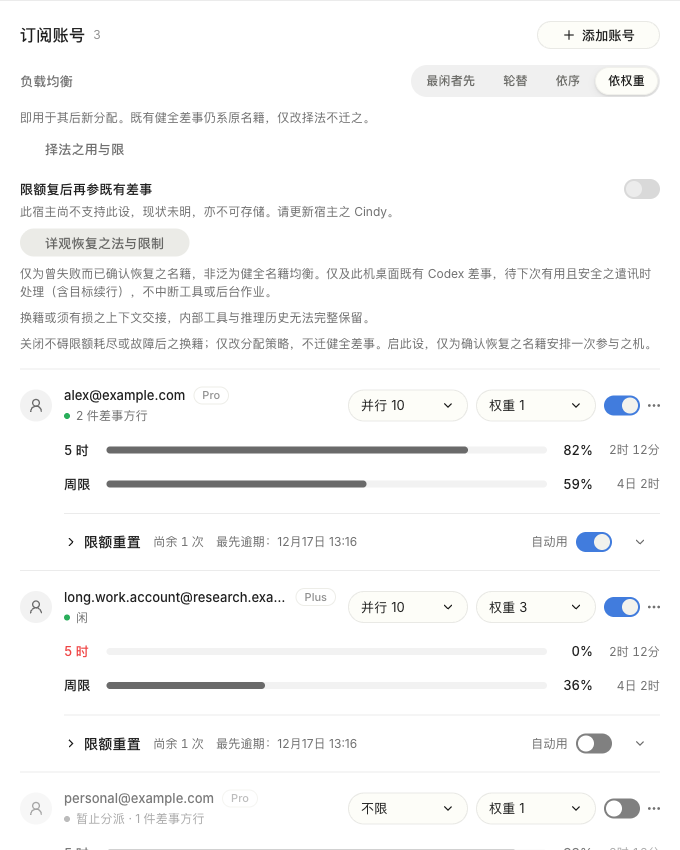 订阅账号 3
+ 添加账号
负载均衡
最闲者先 轮替 依序 依权重
即用于其后新分配。既有健全差事仍系原名籍，仅改择法不迁之。
择法之用与限
限额复后再参既有差事
此宿主尚不支持此设，现状未明，亦不可存储。请更新宿主之 Cindy。
详观恢复之法与限制
仅为曾失败而已确认恢复之名籍，非泛为健全名籍均衡。仅及此机桌面既有 Codex 差事，待下次有用且安全之遣讯时
处理（含目标续行），不中断工具或后台作业。
换籍或须有损之上下文交接，内部工具与推理历史无法完整保留。
关闭不碍限额耗尽或故障后之换籍；仅改分配策略，不迁健全差事。启此设，仅为确认恢复之名籍安排一次参与之机。
alex@example.com Pro
2 件差事方行
并行 10 权重 1
5 时 82% 2时 12分
周限 59% 4日 2时
限额重置 尚余 1 次 最先逾期：12月17日 13:16 自动用
long.work.account@research.exa... Plus
闲
并行 10 权重 3
5 时 0% 2时 12分
周限 36% 4日 2时
限额重置 尚余 1 次 最先逾期：12月17日 13:16 自动用
personal@example.com Pro
暂止分派 · 1 件差事方行
不限 权重 1